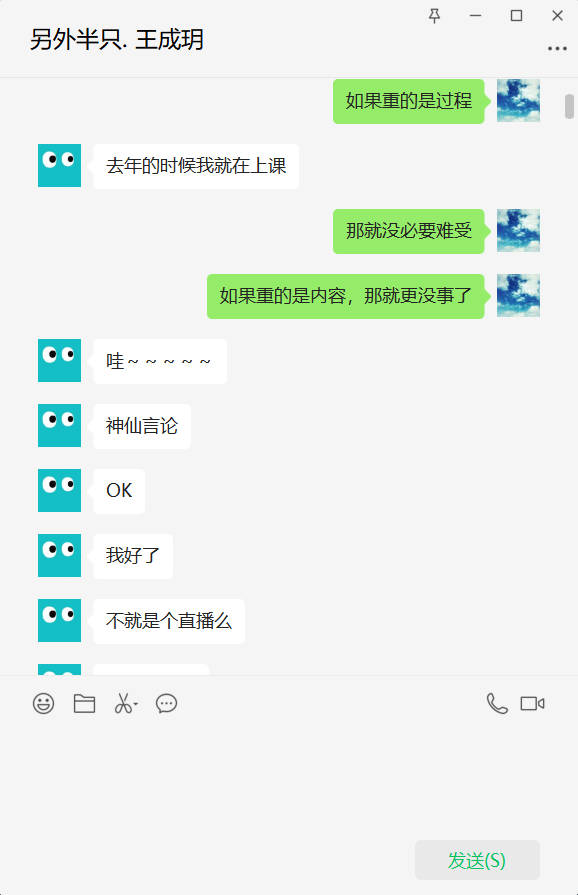 另外半只. 王成玥
如果重的是过程
去年的时候我就在上课
那就没必要难受
如果重的是内容，那就更没事了
哇～～～～～
神仙言论
OK
我好了
不就是个直播么
发送(S)